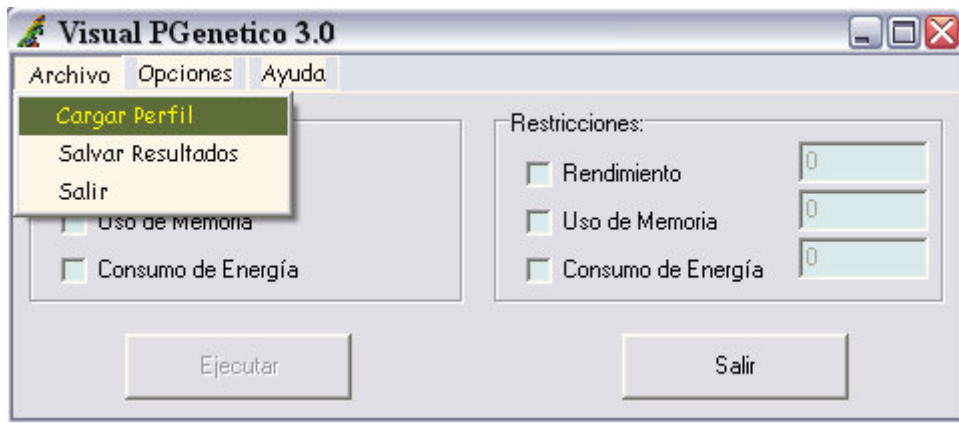 Visual PGenetico 3.0
Archivo Opciones Ayuda
Cargar Perfil
Salvar Resultados
Salir
Uso de Memoria
Consumo de Energía
Restricciones:
Rendimiento 0
Uso de Memoria 0
Consumo de Energía 0
Ejecutar
Salir